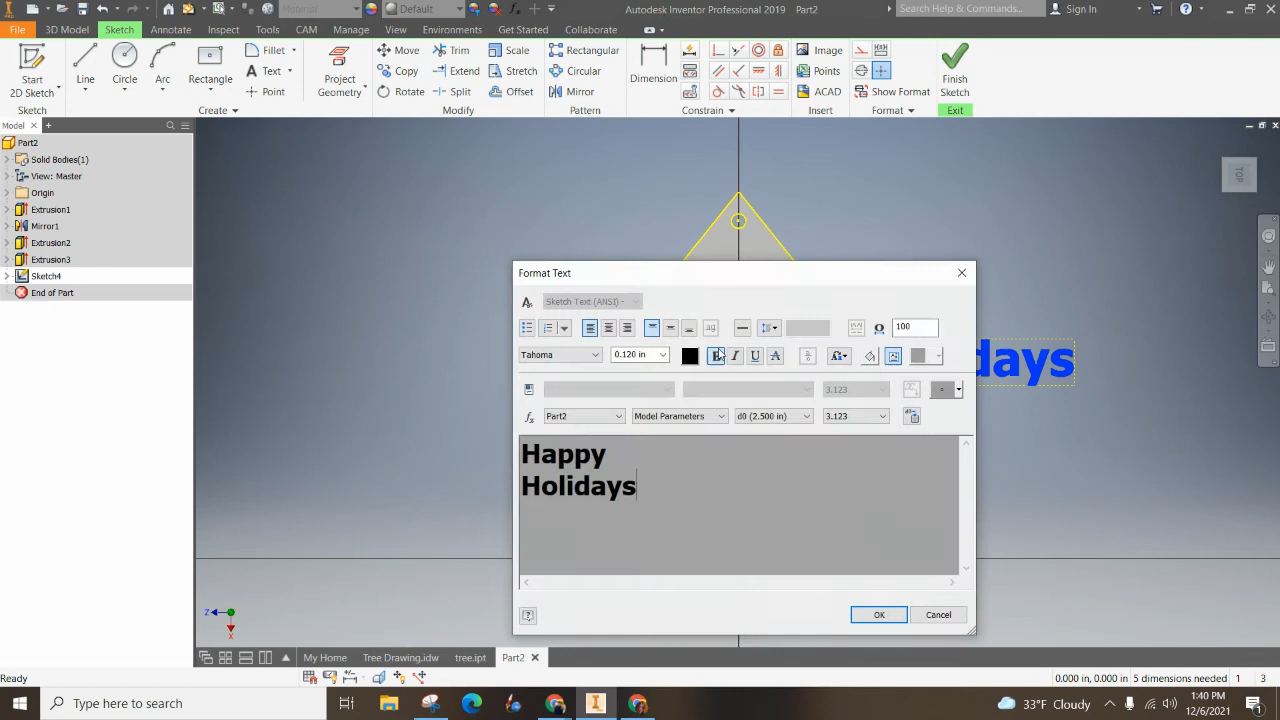 Material
Default
Autodesk Inventor Professional 2019 Part2
Search Help & Commands...
Sign In
File 3D Model Sketch Annotate Inspect Tools CAM Manage View Environments Get Started Collaborate
Start 2D Sketch
Line
Circle
Arc
Rectangle
Fillet
Text
Point
Project Geometry
Move
Copy
Rotate
Trim
Extend
Split
Scale
Stretch
Offset
Rectangular
Circular
Mirror
Dimension
Image
Points
ACAD
Show Format
Finish Sketch
Sketch Create Modify Pattern Constrain Insert Format Exit
Model
Part2
Solid Bodies(1)
View: Master
Origin
Extrusion1
Mirror1
Extrusion2
Extrusion3
Sketch4
End of Part
TOP
days
Format Text
Sketch Text (ANSI) -
100
Tahoma 0.120 in
3.123
Part2 Model Parameters d0 (2.500 in) 3.123
Happy
Holidays
OK Cancel
Z
X
My Home Tree Drawing.idw tree.ipt Part2
Ready 0.000 in, 0.000 in 5 dimensions needed 1 3
Type here to search
33°F Cloudy
1:40 PM
12/6/2021